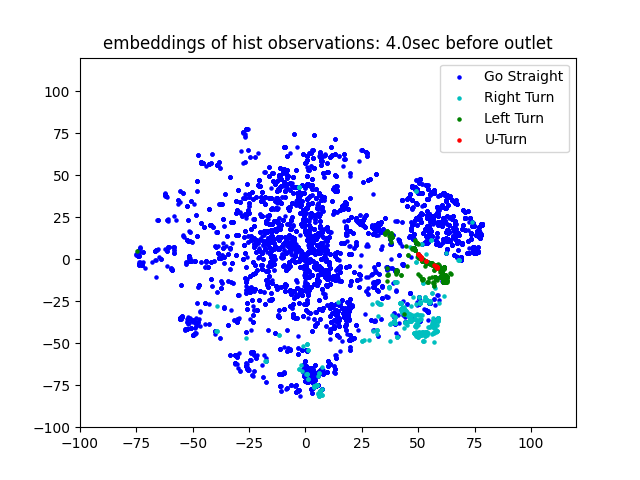 embeddings of hist observations: 4.0sec before outlet
Go Straight
Right Turn
Left Turn
U-Turn
100
75
50
25
0
−25
−50
−75
−100
−100 −75 −50 −25 0 25 50 75 100